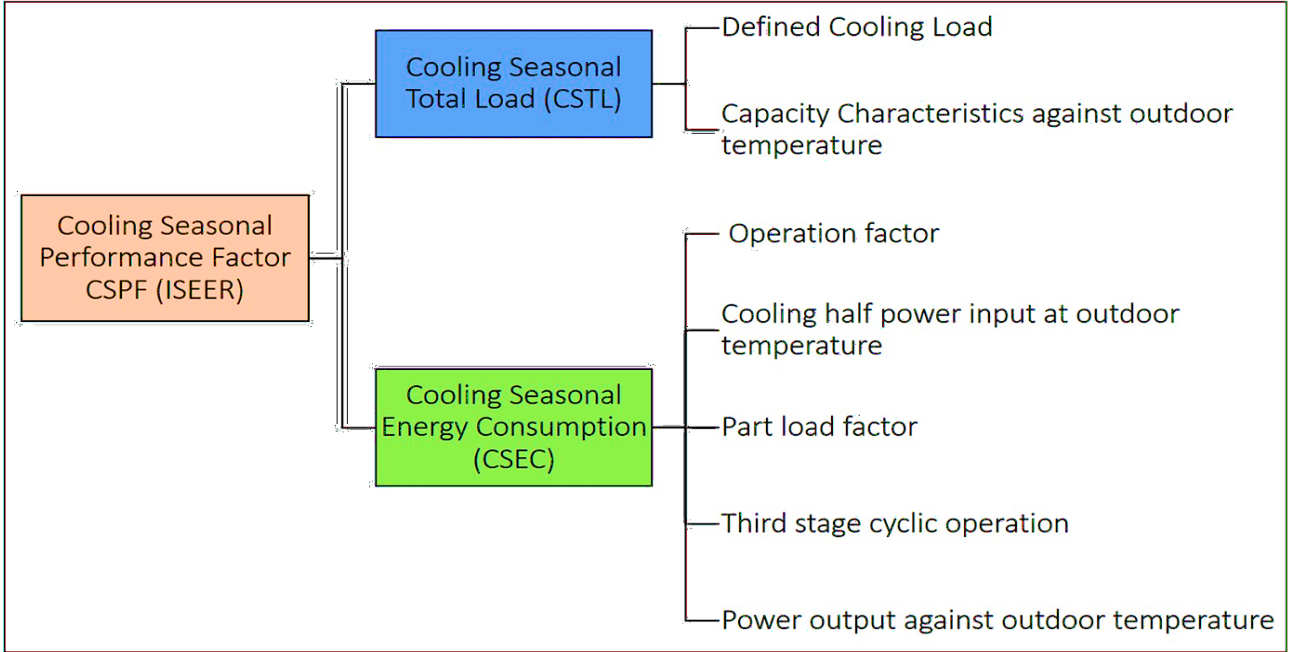 Cooling Seasonal
Performance Factor
CSPF (ISEER)
Cooling Seasonal
Total Load (CSTL)
Defined Cooling Load
Capacity Characteristics against outdoor
temperature
Cooling Seasonal
Energy Consumption
(CSEC)
Operation factor
Cooling half power input at outdoor
temperature
Part load factor
Third stage cyclic operation
Power output against outdoor temperature